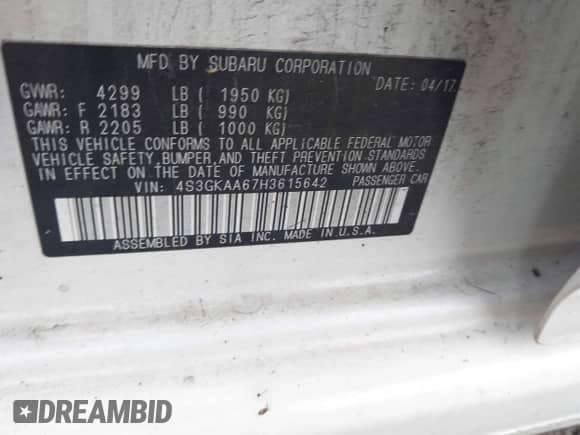 MFD BY SUBARU CORPORATION
DATE: 04/17
GVWR: 4299 LB ( 1950 KG)
GAWR: F 2183 LB ( 990 KG)
GAWR: R 2205 LB ( 1000 KG)
THIS VEHICLE CONFORMS TO ALL APPLICABLE FEDERAL MOTOR
VEHICLE SAFETY, BUMPER, AND THEFT PREVENTION STANDARDS
IN EFFECT ON THE DATE OF MANUFACTURE SHOWN ABOVE.
VIN: 4S3GKAA67H3615642 PASSENGER CAR
ASSEMBLED BY SIA INC. MADE IN U.S.A.
DREAMBID